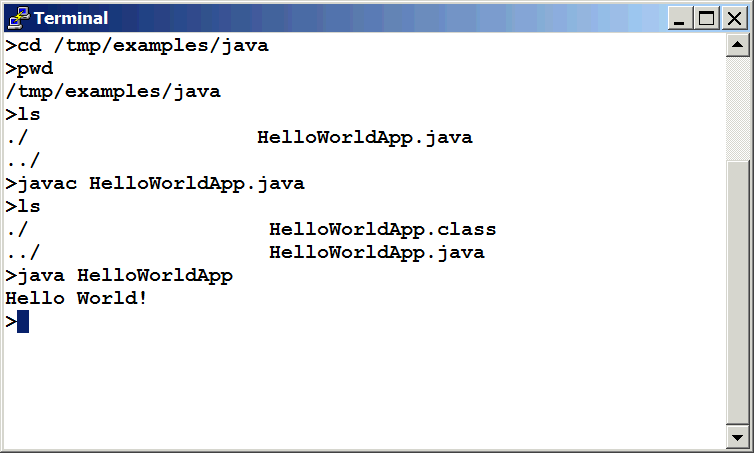 Terminal
>cd /tmp/examples/java
>pwd
/tmp/examples/java
>ls
./                   HelloWorldApp.java
../
>javac HelloWorldApp.java
>ls
./                    HelloWorldApp.class
../                   HelloWorldApp.java
>java HelloWorldApp
Hello World!
>